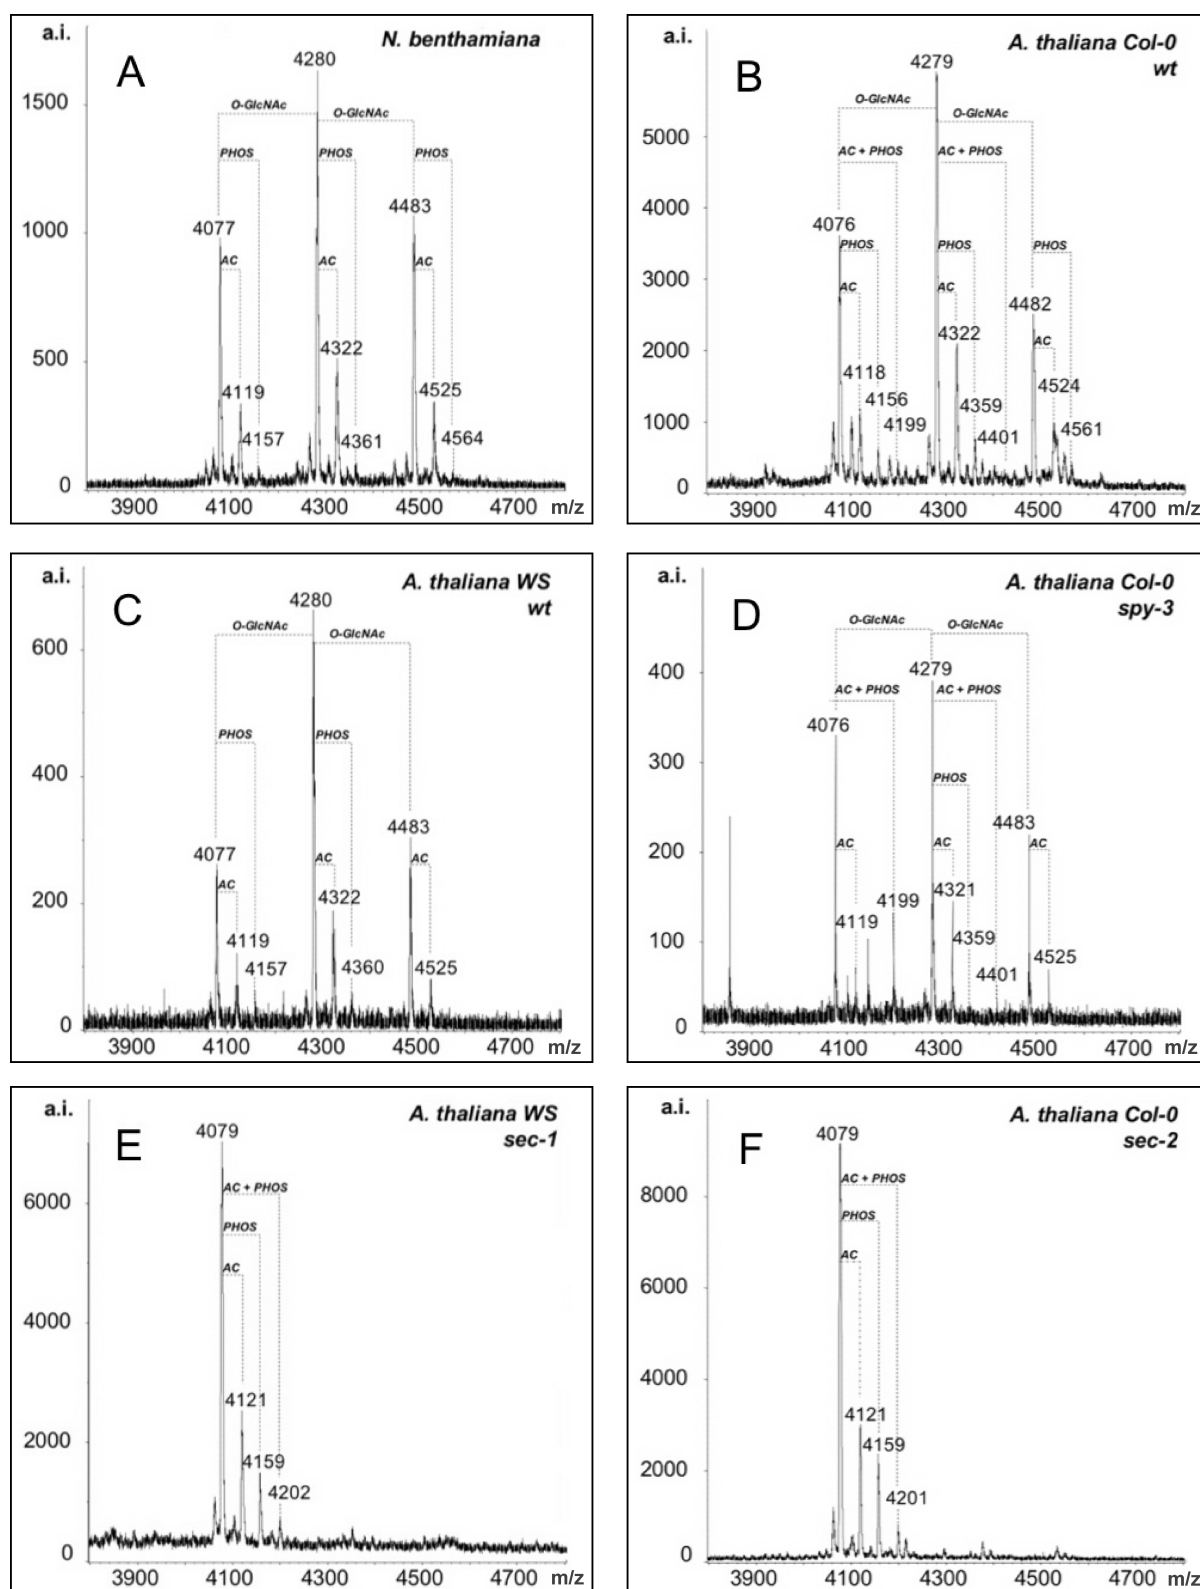 a.i.
A
N. benthamiana
4280
1500
O-GlcNAc
O-GlcNAc
PHOS
PHOS
PHOS
4483
4077
1000
AC
AC
AC
4322
500
4119
4525
4157
4361
4564
0
3900 4100 4300 4500 4700 m/z
a.i.
B
A. thaliana Col-0
wt
4279
O-GlcNAc
O-GlcNAc
5000
AC + PHOS
AC + PHOS
4000
4076
PHOS
PHOS
PHOS
3000
AC
AC
4482
4322
AC
2000
4118
4524
4156
4359
4199
4401
4561
1000
0
3900 4100 4300 4500 4700 m/z
a.i.
C
A. thaliana WS
wt
4280
O-GlcNAc
O-GlcNAc
600
PHOS
PHOS
400
4483
4077
AC
AC
AC
4322
200
4119
4157
4360
4525
0
3900 4100 4300 4500 4700 m/z
a.i.
D
A. thaliana Col-0
spy-3
O-GlcNAc
O-GlcNAc
4279
400
AC + PHOS
AC + PHOS
4076
300
PHOS
4483
200
AC
AC
AC
4199
4321
4119
4359
100
4401
4525
0
3900 4100 4300 4500 4700 m/z
a.i.
E
A. thaliana WS
sec-1
4079
6000
AC + PHOS
PHOS
AC
4000
4121
2000
4159
4202
0
3900 4100 4300 4500 4700 m/z
a.i.
F
A. thaliana Col-0
sec-2
4079
8000
AC + PHOS
PHOS
AC
6000
4000
4121
4159
2000
4201
0
3900 4100 4300 4500 4700 m/z